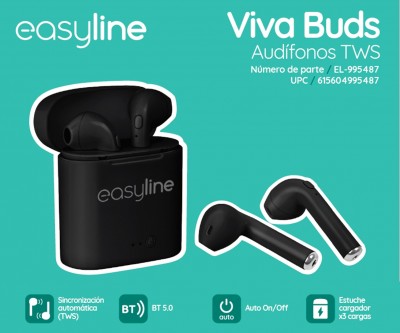 easyline
Viva Buds
Audífonos TWS
Número de parte / EL-995487
UPC / 615604995487
easyline
Sincronización
automática
(TWS)
BT
BT 5.0
auto
Auto On/Off
Estuche
cargador
x3 cargas